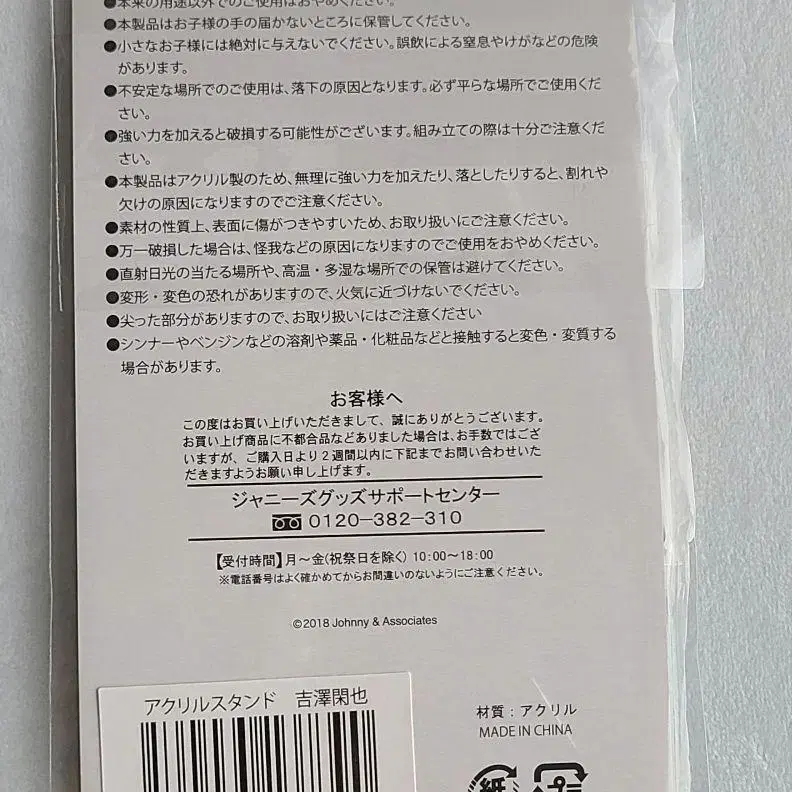 ●本来の用途以外でのご使用はおやめください。
●本製品はお子様の手の届かないところに保管してください。
●小さなお子様には絶対に与えないでください。誤飲による窒息やけがなどの危険
があります。
●不安定な場所でのご使用は、落下の原因となります。必ず平らな場所でご使用くだ
さい。
●強い力を加えると破損する可能性がございます。組み立ての際は十分ご注意くだ
さい。
●本製品はアクリル製のため、無理に強い力を加えたり、落としたりすると、割れや
欠けの原因になりますのでご注意ください。
●素材の性質上、表面に傷がつきやすいため、お取り扱いにご注意ください。
●万一破損した場合は、怪我などの原因になりますのでご使用をおやめください。
●直射日光の当たる場所や、高温・多湿な場所での保管は避けてください。
●変形・変色の恐れがありますので、火気に近づけないでください。
●尖った部分がありますので、お取り扱いにはご注意ください
●シンナーやベンジンなどの溶剤や薬品・化粧品などと接触すると変色・変質する
場合があります。
お客様へ
この度はお買い上げいただきまして、誠にありがとうございます。
お買い上げ商品に不都合品などありました場合は、お手数ではござ
いますが、ご購入日より2週間以内に下記までお問い合わせいた
だきますようお願い申し上げます。
ジャニーズグッズサポートセンター
0120-382-310
【受付時間】月〜金(祝祭日を除く) 10:00〜18:00
※電話番号はよく確かめてからお間違いのないようにご注意ください。
©2018 Johnny & Associates
アクリルスタンド 吉澤閑也
材質：アクリル
MADE IN CHINA
紙
プ